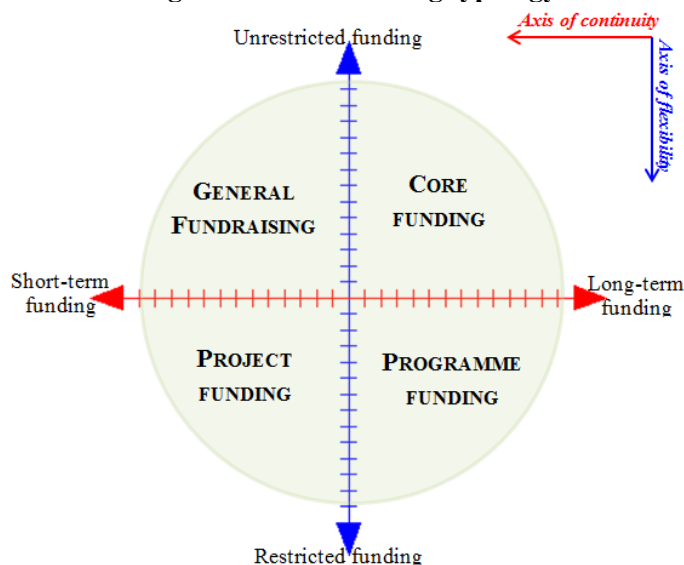 Unrestricted funding
Axis of continuity
Axis of flexibility
GENERAL
FUNDRAISING
CORE
FUNDING
Short-term
funding
Long-term
funding
PROJECT
FUNDING
PROGRAMME
FUNDING
Restricted funding